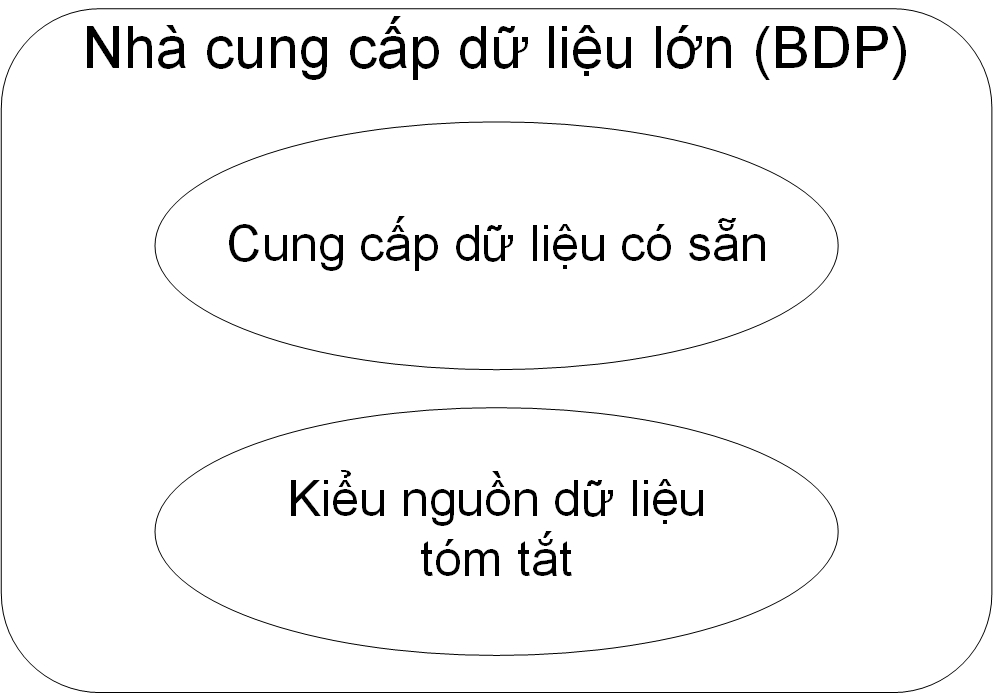 Nhà cung cấp dữ liệu lớn (BDP)
Cung cấp dữ liệu có sẵn
Kiểu nguồn dữ liệu
tóm tắt